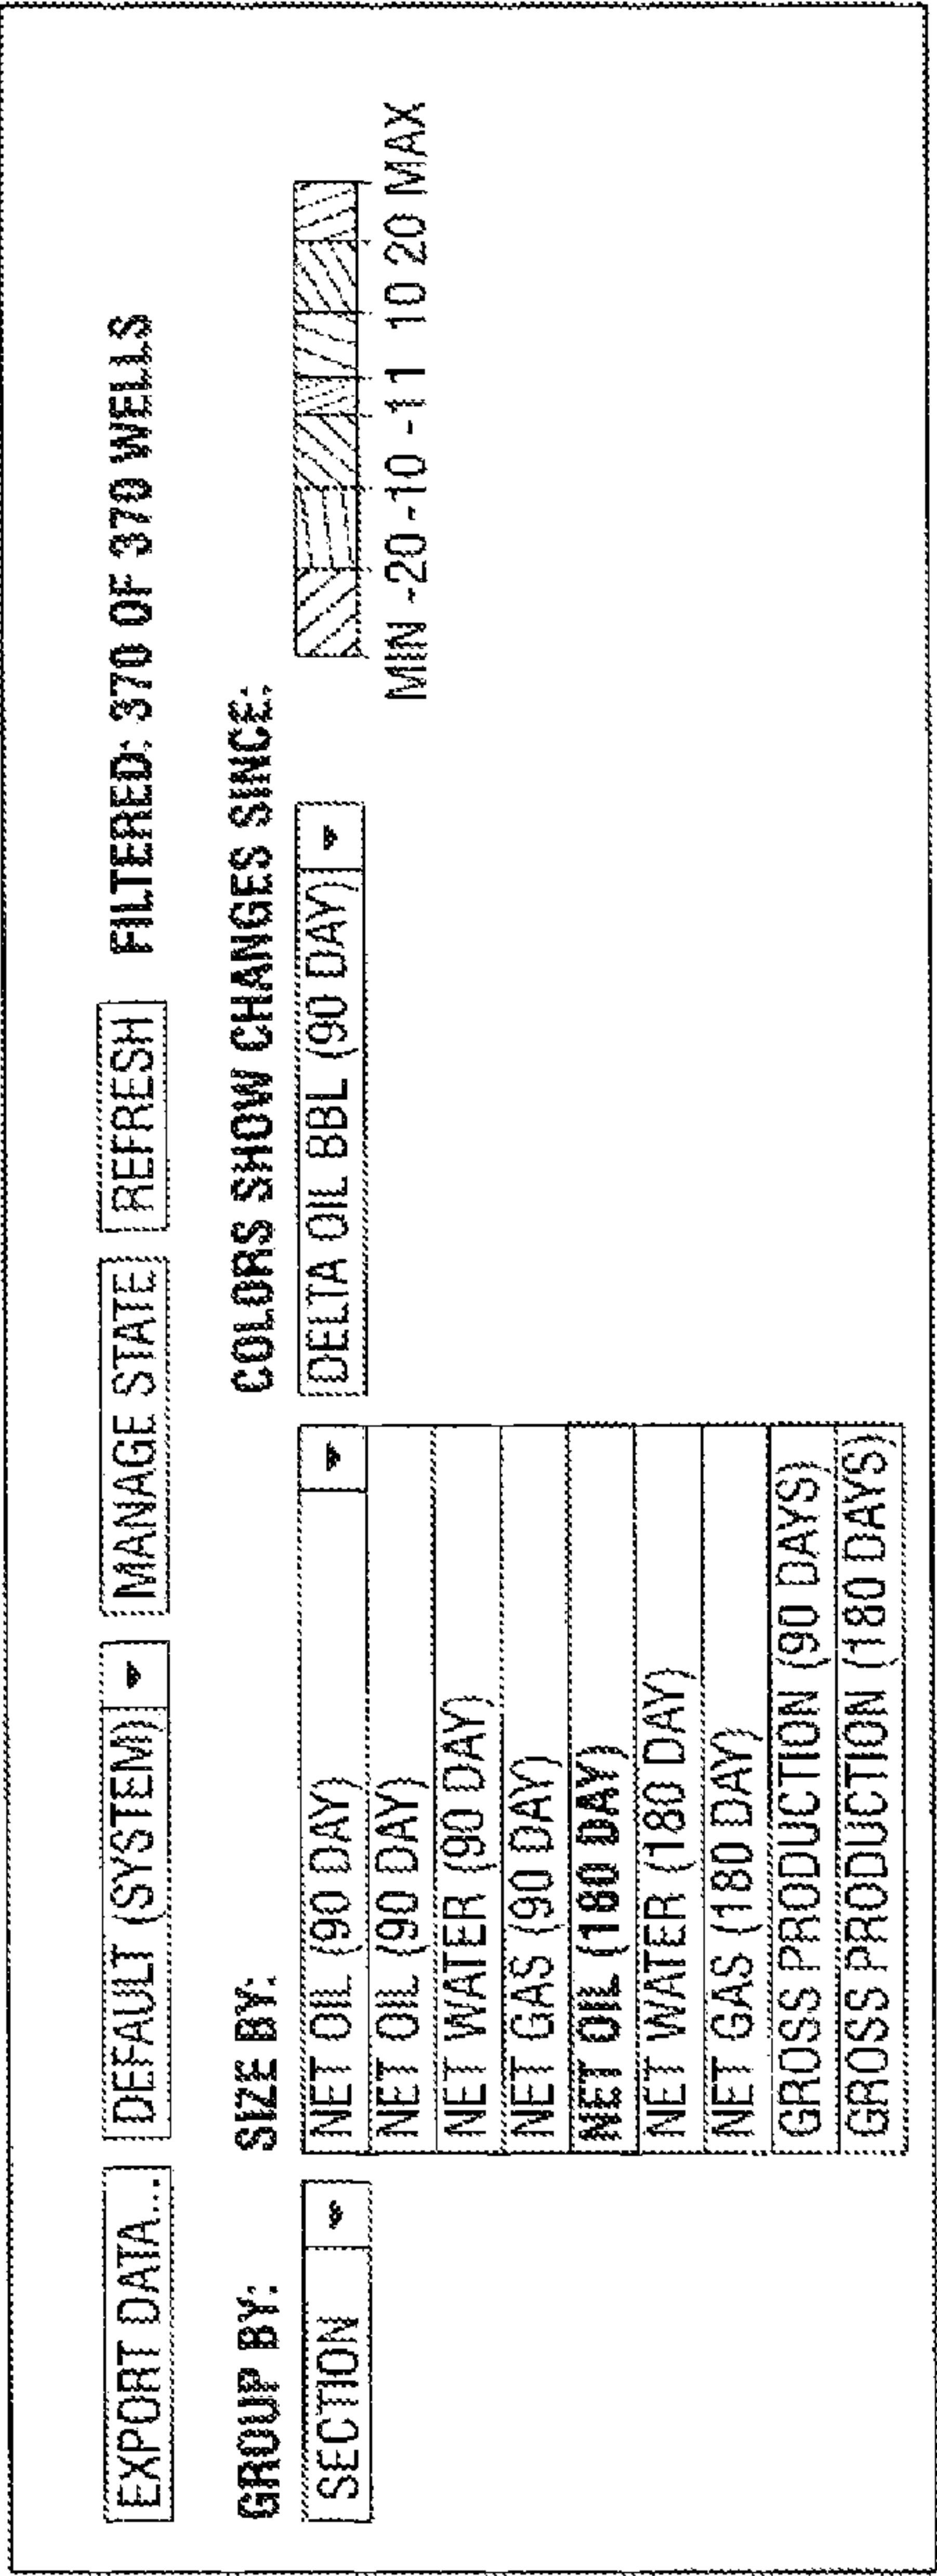 EXPORT DATA... DEFAULT (SYSTEM) MANAGE STATE REFRESH FILTERED: 370 OF 370 WELLS
GROUP BY: SIZE BY: COLORS SHOW CHANGES SINCE:
SECTION NET OIL (90 DAY) DELTA OIL BBL (90 DAY)
MIN -20 -10 -1 1 10 20 MAX
NET OIL (90 DAY)
NET WATER (90 DAY)
NET GAS (90 DAY)
NET OIL (180 DAY)
NET WATER (180 DAY)
NET GAS (180 DAY)
GROSS PRODUCTION (90 DAYS)
GROSS PRODUCTION (180 DAYS)